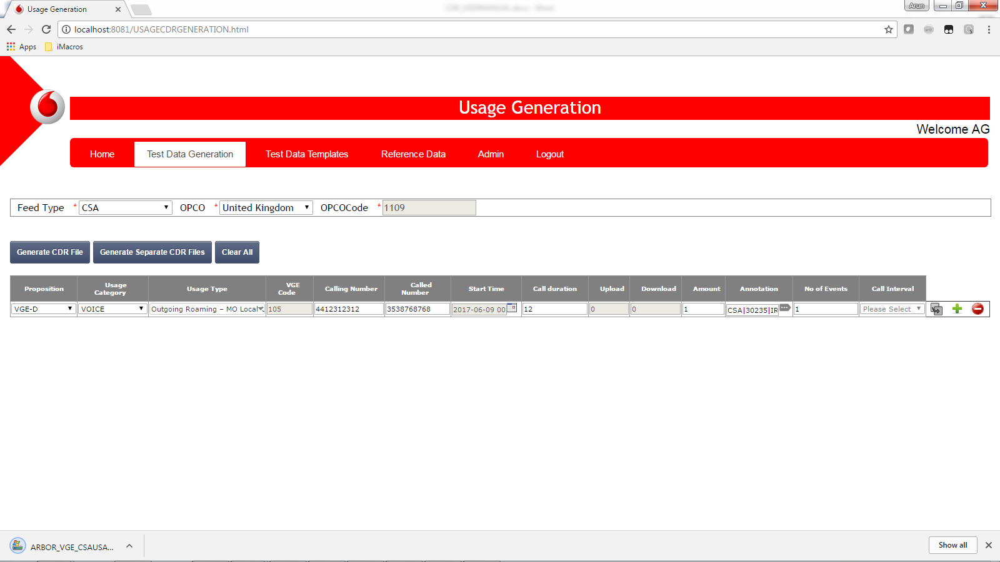 Usage Generation
Arun
localhost:8081/USAGECDRGENERATION.html
Apps iMacros
Usage Generation
Welcome AG
Home Test Data Generation Test Data Templates Reference Data Admin Logout
Feed Type * CSA OPCO * United Kingdom OPCOCode * 1109
Generate CDR File Generate Separate CDR Files Clear All
Proposition Usage Category Usage Type VGE Code Calling Number Called Number Start Time Call duration Upload Download Amount Annotation No of Events Call Interval
VGE-D VOICE Outgoing Roaming – MO Local 105 4412312312 3538768768 2017-06-09 00 12 0 0 1 CSA|30235|IR 1 Please Select
ARBOR_VGE_CSAUSA... Show all